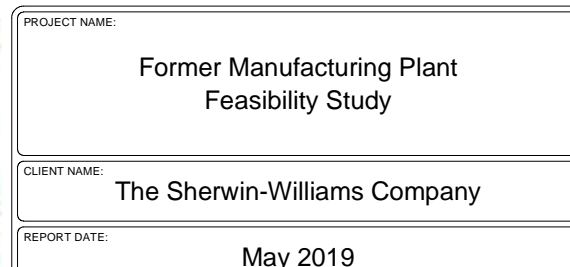 PROJECT NAME:
Former Manufacturing Plant
Feasibility Study
CLIENT NAME:
The Sherwin-Williams Company
REPORT DATE:
May 2019